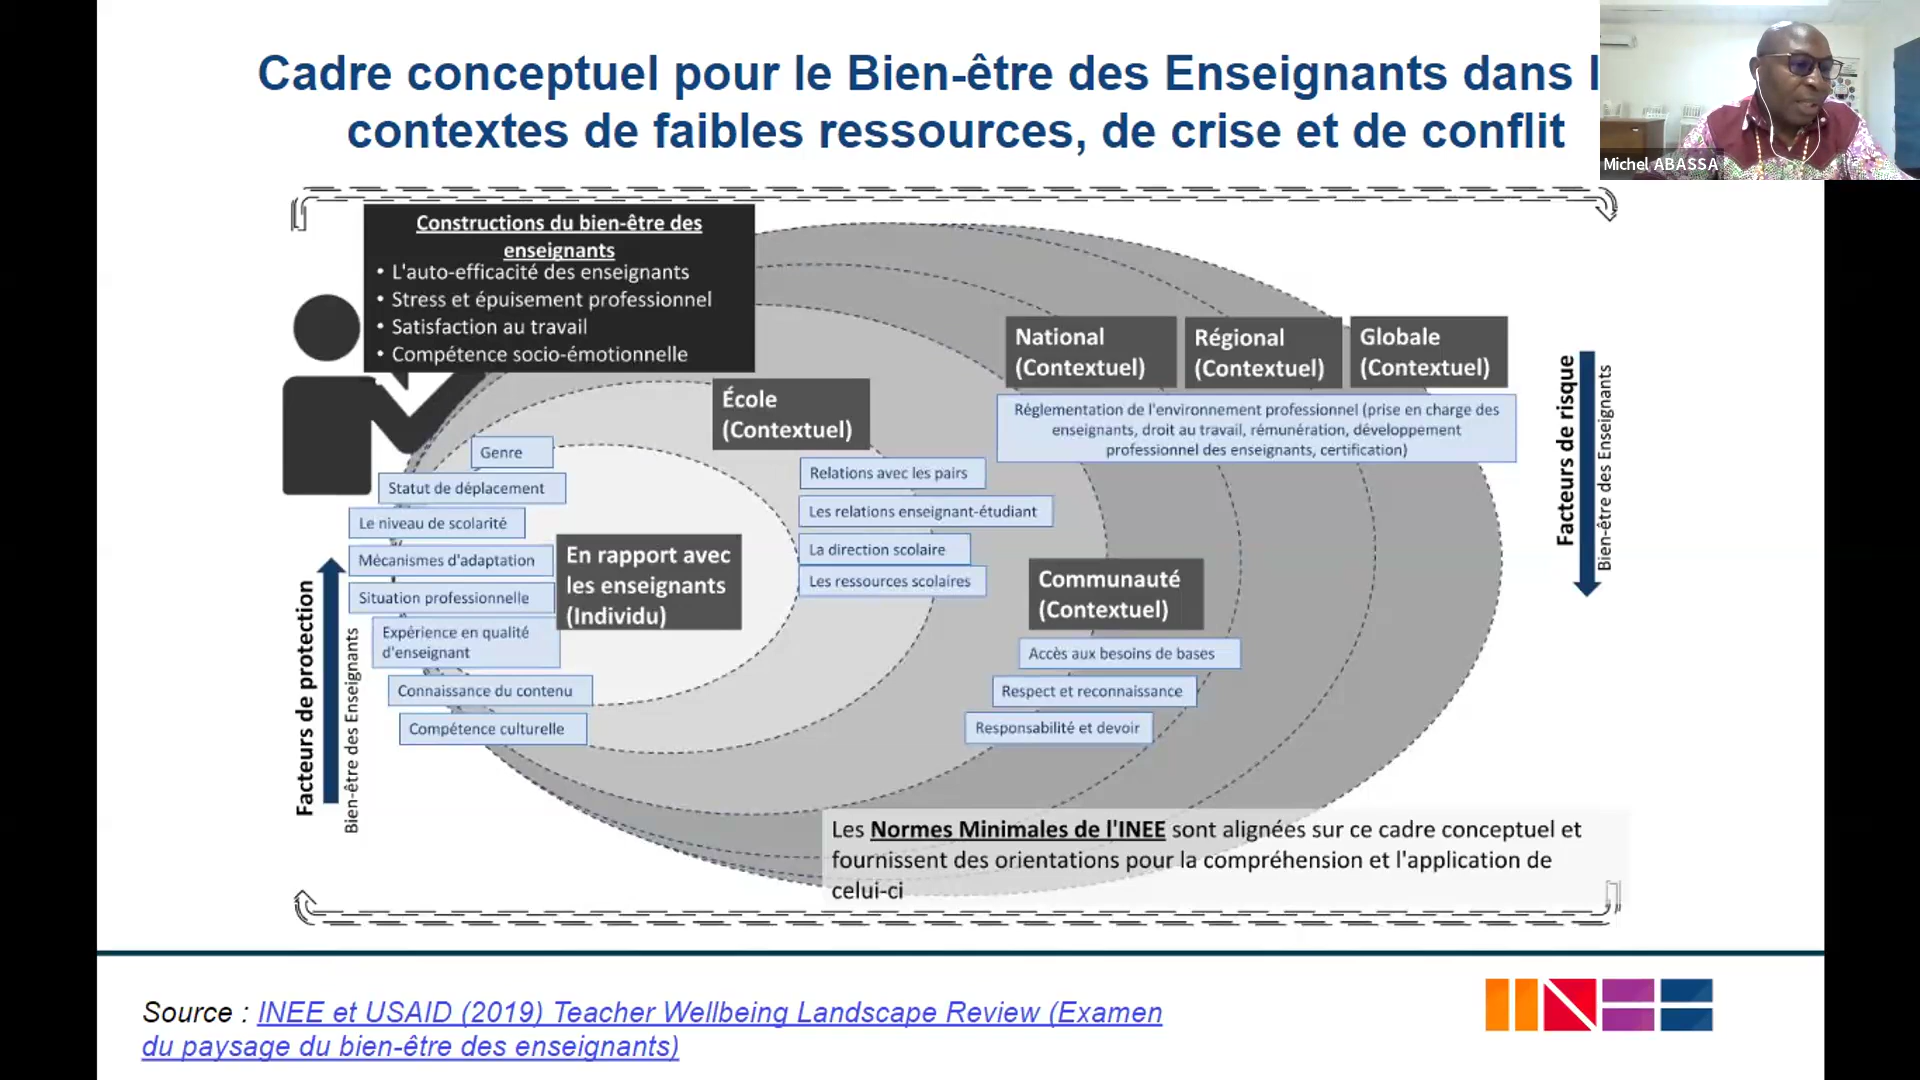 Cadre conceptuel pour le Bien-être des Enseignants dans l
contextes de faibles ressources, de crise et de conflit
Michel ABASSA
Constructions du bien-être des
enseignants
• L'auto-efficacité des enseignants
• Stress et épuisement professionnel
• Satisfaction au travail
• Compétence socio-émotionnelle
National
(Contextuel)
Régional
(Contextuel)
Globale
(Contextuel)
Réglementation de l'environnement professionnel (prise en charge des
enseignants, droit au travail, rémunération, développement
professionnel des enseignants, certification)
École
(Contextuel)
Relations avec les pairs
Les relations enseignant-étudiant
La direction scolaire
Les ressources scolaires
Genre
Statut de déplacement
Le niveau de scolarité
Mécanismes d'adaptation
Situation professionnelle
Expérience en qualité
d'enseignant
Connaissance du contenu
Compétence culturelle
En rapport avec
les enseignants
(Individu)
Communauté
(Contextuel)
Accès aux besoins de bases
Respect et reconnaissance
Responsabilité et devoir
Facteurs de protection
Bien-être des Enseignants
Facteurs de risque
Bien-être des Enseignants
Les Normes Minimales de l'INEE sont alignées sur ce cadre conceptuel et
fournissent des orientations pour la compréhension et l'application de
celui-ci
Source : INEE et USAID (2019) Teacher Wellbeing Landscape Review (Examen
du paysage du bien-être des enseignants)
INEE